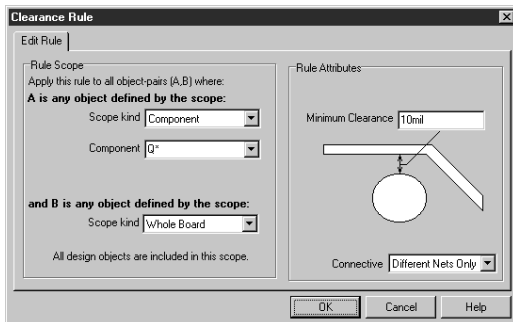 Clearance Rule
Edit Rule
Rule Scope
Apply this rule to all object-pairs (A,B) where:
A is any object defined by the scope:
Scope kind Component
Component Q*
and B is any object defined by the scope:
Scope kind Whole Board
All design objects are included in this scope.
Rule Attributes
Minimum Clearance 10mil
Connective Different Nets Only
OK Cancel Help